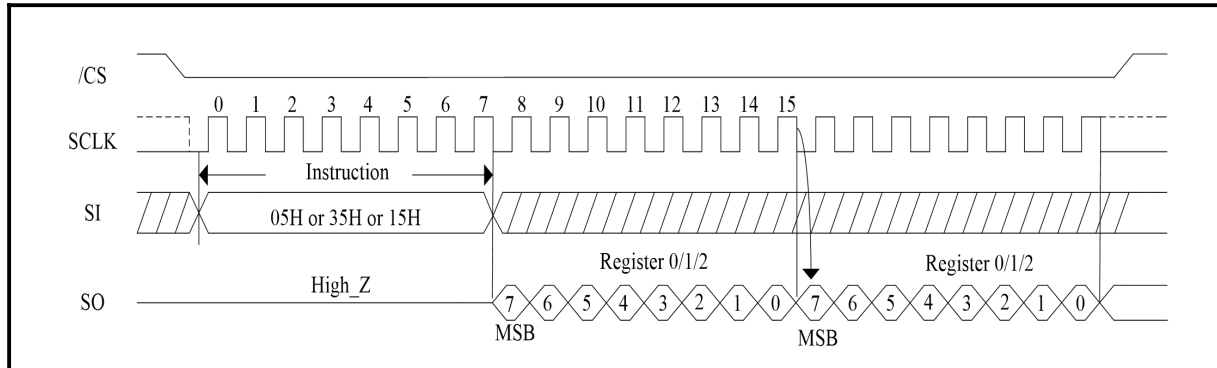 /CS
0 1 2 3 4 5 6 7 8 9 10 11 12 13 14 15
SCLK
Instruction
SI
05H or 35H or 15H
Register 0/1/2 Register 0/1/2
High_Z
SO
7 6 5 4 3 2 1 0 7 6 5 4 3 2 1 0
MSB MSB